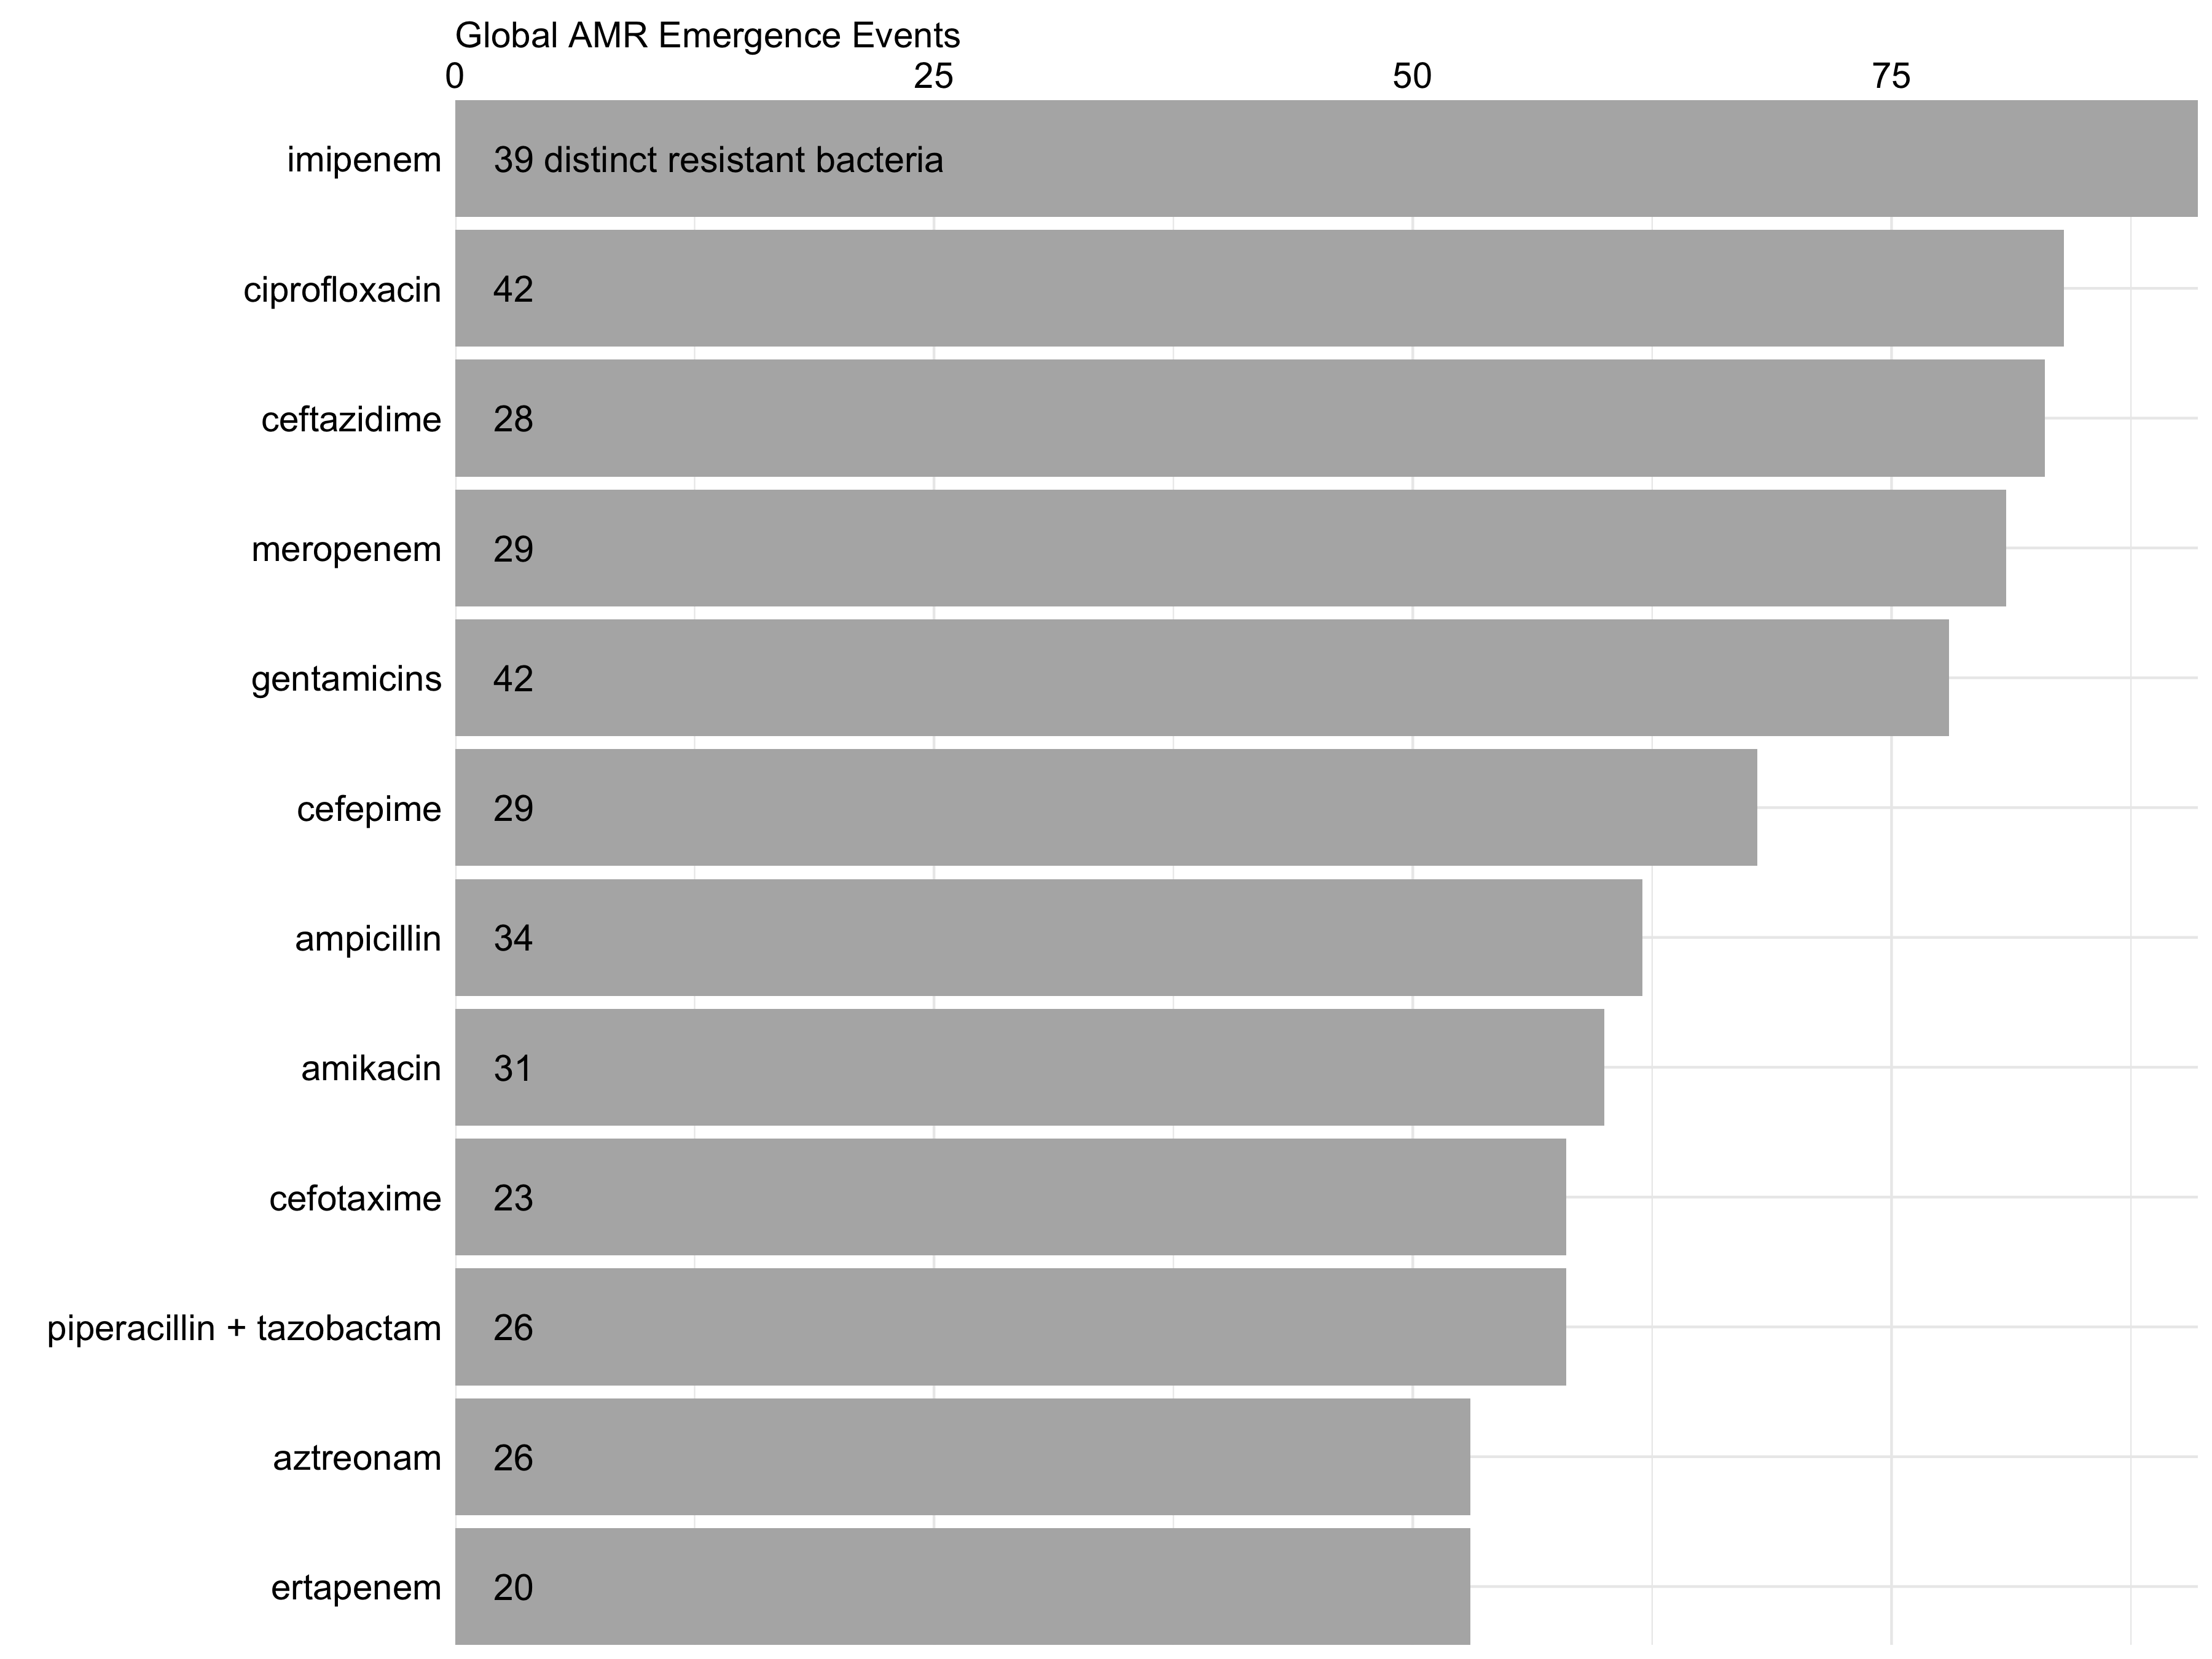 Global AMR Emergence Events
0 25 50 75
imipenem 39 distinct resistant bacteria
ciprofloxacin 42
ceftazidime 28
meropenem 29
gentamicins 42
cefepime 29
ampicillin 34
amikacin 31
cefotaxime 23
piperacillin + tazobactam 26
aztreonam 26
ertapenem 20